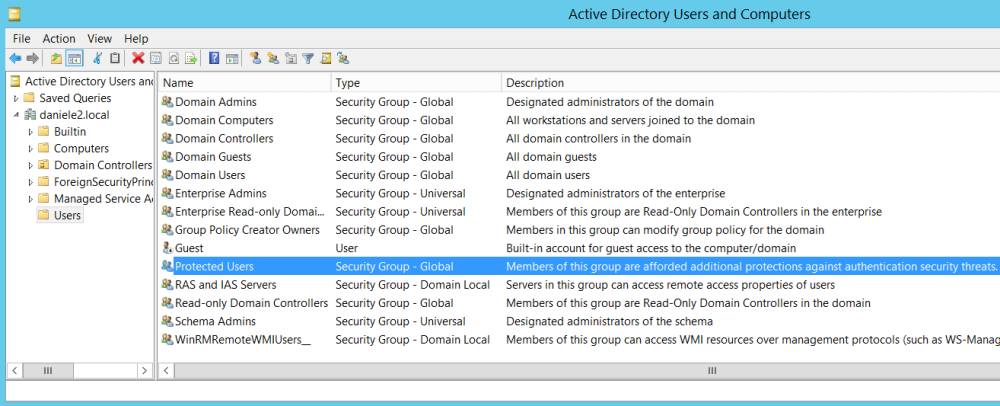 Active Directory Users and Computers
File Action View Help
Active Directory Users and
Saved Queries
daniele2.local
Builtin
Computers
Domain Controllers
ForeignSecurityPrinc
Managed Service Ac
Users
Name Type Description
Domain Admins Security Group - Global Designated administrators of the domain
Domain Computers Security Group - Global All workstations and servers joined to the domain
Domain Controllers Security Group - Global All domain controllers in the domain
Domain Guests Security Group - Global All domain guests
Domain Users Security Group - Global All domain users
Enterprise Admins Security Group - Universal Designated administrators of the enterprise
Enterprise Read-only Domai... Security Group - Universal Members of this group are Read-Only Domain Controllers in the enterprise
Group Policy Creator Owners Security Group - Global Members in this group can modify group policy for the domain
Guest User Built-in account for guest access to the computer/domain
Protected Users Security Group - Global Members of this group are afforded additional protections against authentication security threats.
RAS and IAS Servers Security Group - Domain Local Servers in this group can access remote access properties of users
Read-only Domain Controllers Security Group - Global Members of this group are Read-Only Domain Controllers in the domain
Schema Admins Security Group - Universal Designated administrators of the schema
WinRMRemoteWMIUsers__ Security Group - Domain Local Members of this group can access WMI resources over management protocols (such as WS-Manag